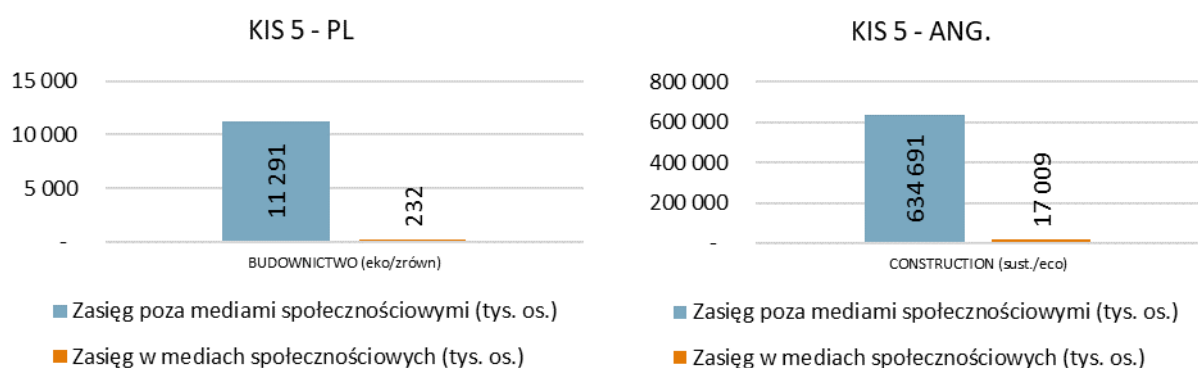 KIS 5 - PL
15 000
10 000
5 000
-
11 291
232
BUDOWNICTWO (eko/zrówn)
Zasięg poza mediami społecznościowymi (tys. os.)
Zasięg w mediach społecznościowych (tys. os.)
KIS 5 - ANG.
800 000
600 000
400 000
200 000
-
634 691
17 009
CONSTRUCTION (sust./eco)
Zasięg poza mediami społecznościowymi (tys. os.)
Zasięg w mediach społecznościowych (tys. os.)